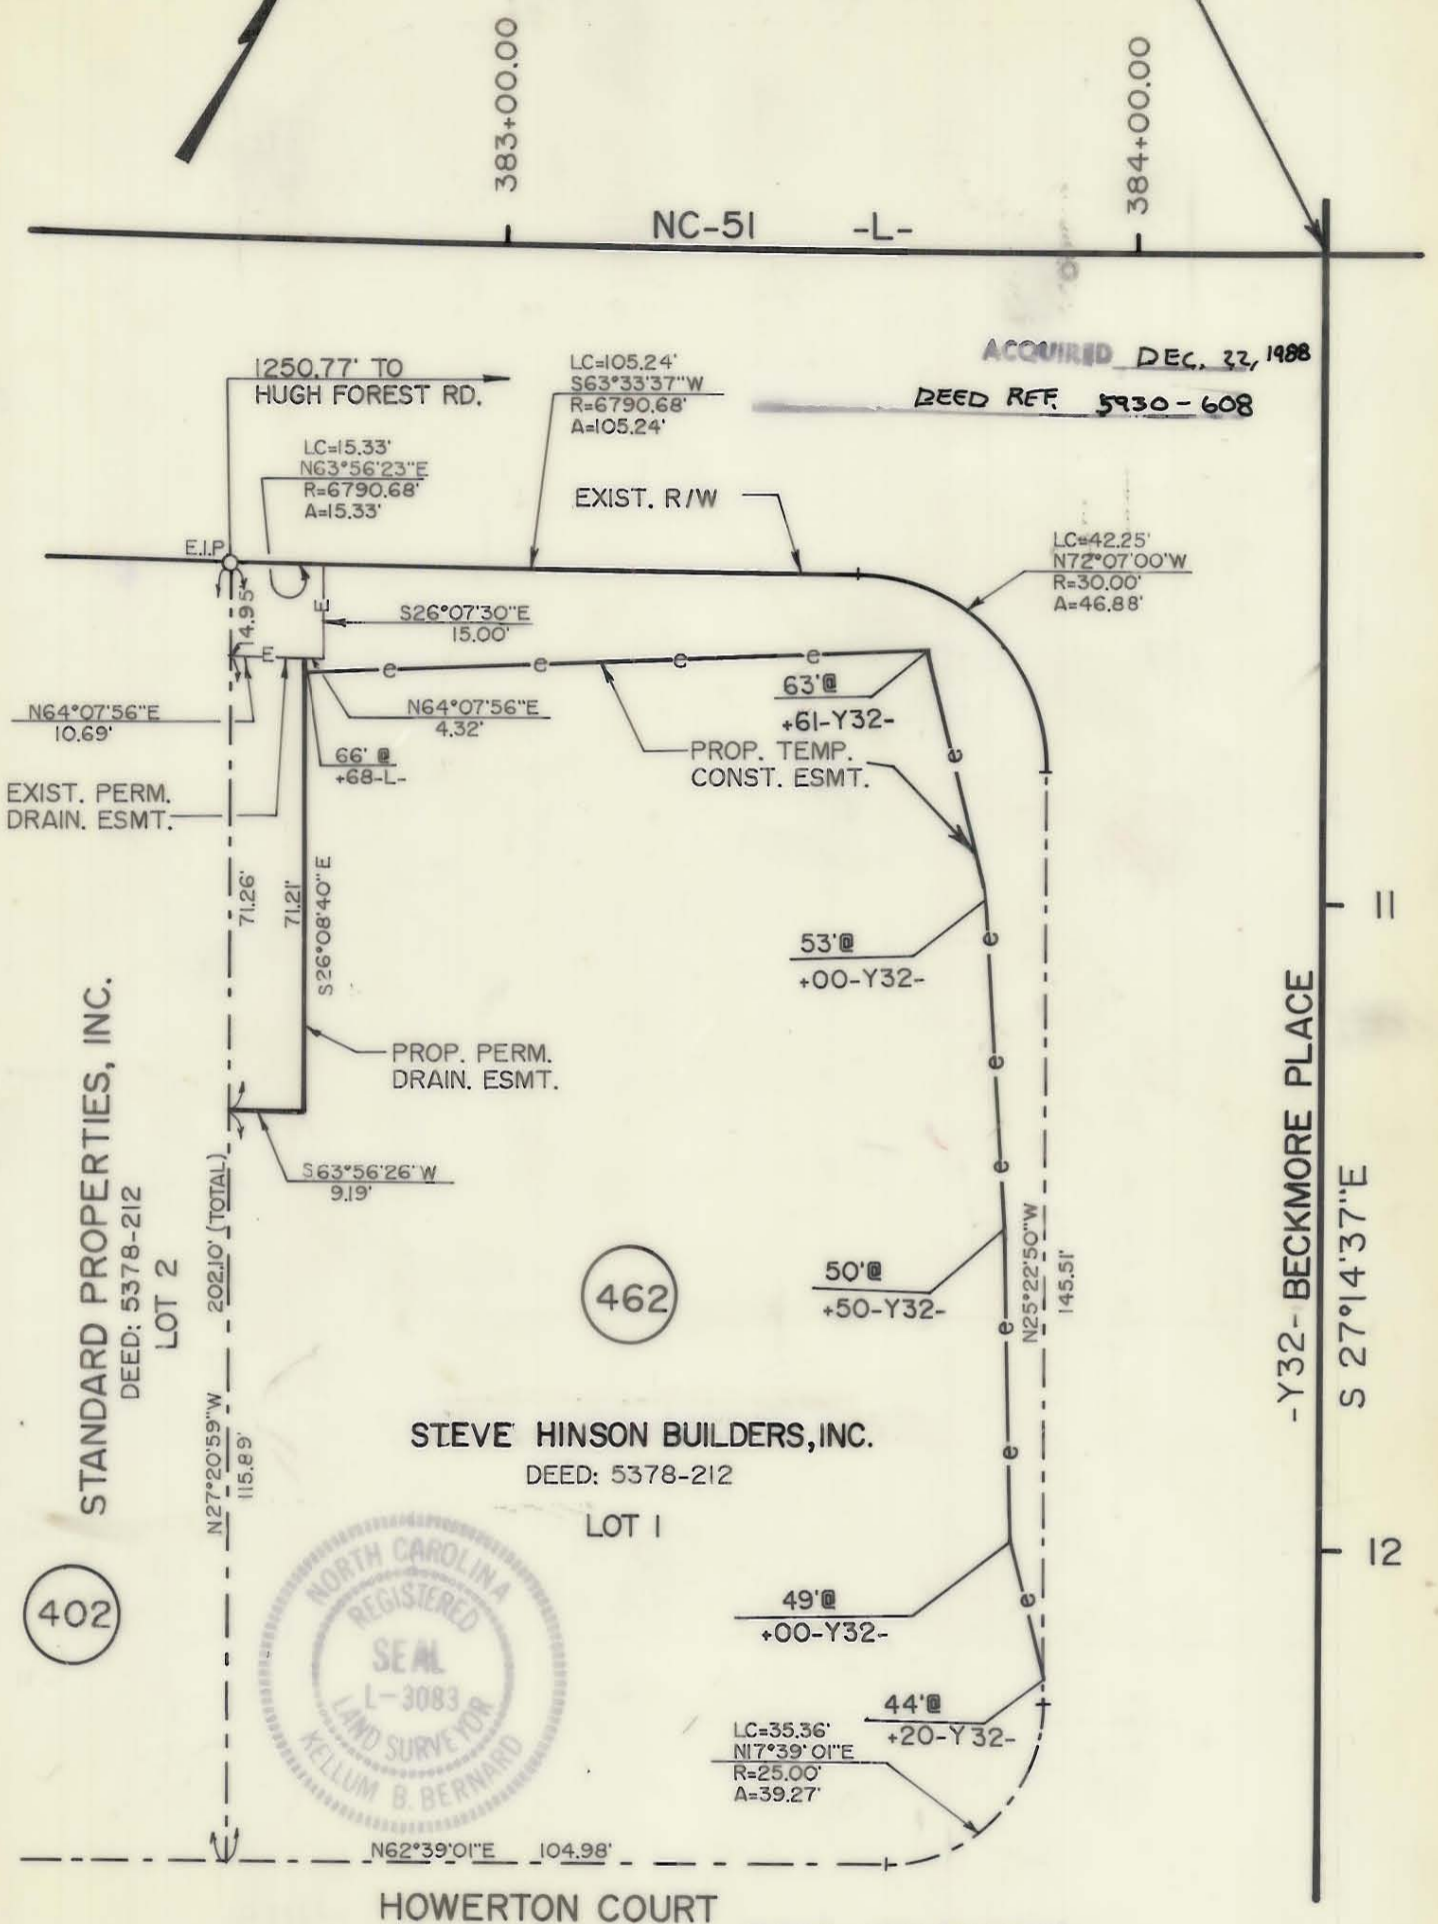 383+00.00
384+00.00
NC-51 -L-
ACQUIRED DEC. 22, 1988
DEED REF. 5930-608
1250.77' TO
HUGH FOREST RD.
LC=105.24'
S63°33'37"W
R=6790.68'
A=105.24'
LC=15.33'
N63°56'23"E
R=6790.68'
A=15.33'
EXIST. R/W
LC=42.25'
N72°07'00"W
R=30.00'
A=46.88'
E.I.P.
14.95'
E
S26°07'30"E
15.00'
E
e e e e
63'@
+61-Y32-
N64°07'56"E
10.69'
N64°07'56"E
4.32'
66' @
+68-L-
PROP. TEMP.
CONST. ESMT.
e
EXIST. PERM.
DRAIN. ESMT.
71.26'
71.21'
S26°08'40"E
11
53'@
+00-Y32-
e
PROP. PERM.
DRAIN. ESMT.
e
S63°56'26"W
9.19'
e
STANDARD PROPERTIES, INC.
DEED: 5378-212
LOT 2
202.10' (TOTAL)
N27°20'59"W
115.89'
462
50'@
+50-Y32-
e
N25°22'50"W
145.51'
-Y32- BECKMORE PLACE
S 27°14'37"E
STEVE HINSON BUILDERS, INC.
DEED: 5378-212
LOT 1
e
12
402
NORTH CAROLINA
REGISTERED
SEAL
L-3083
LAND SURVEYOR
KELLUM B. BERNARD
49'@
+00-Y32-
e
44'@
+20-Y32-
LC=35.36'
N17°39'01"E
R=25.00'
A=39.27'
N62°39'01"E 104.98'
HOWERTON COURT